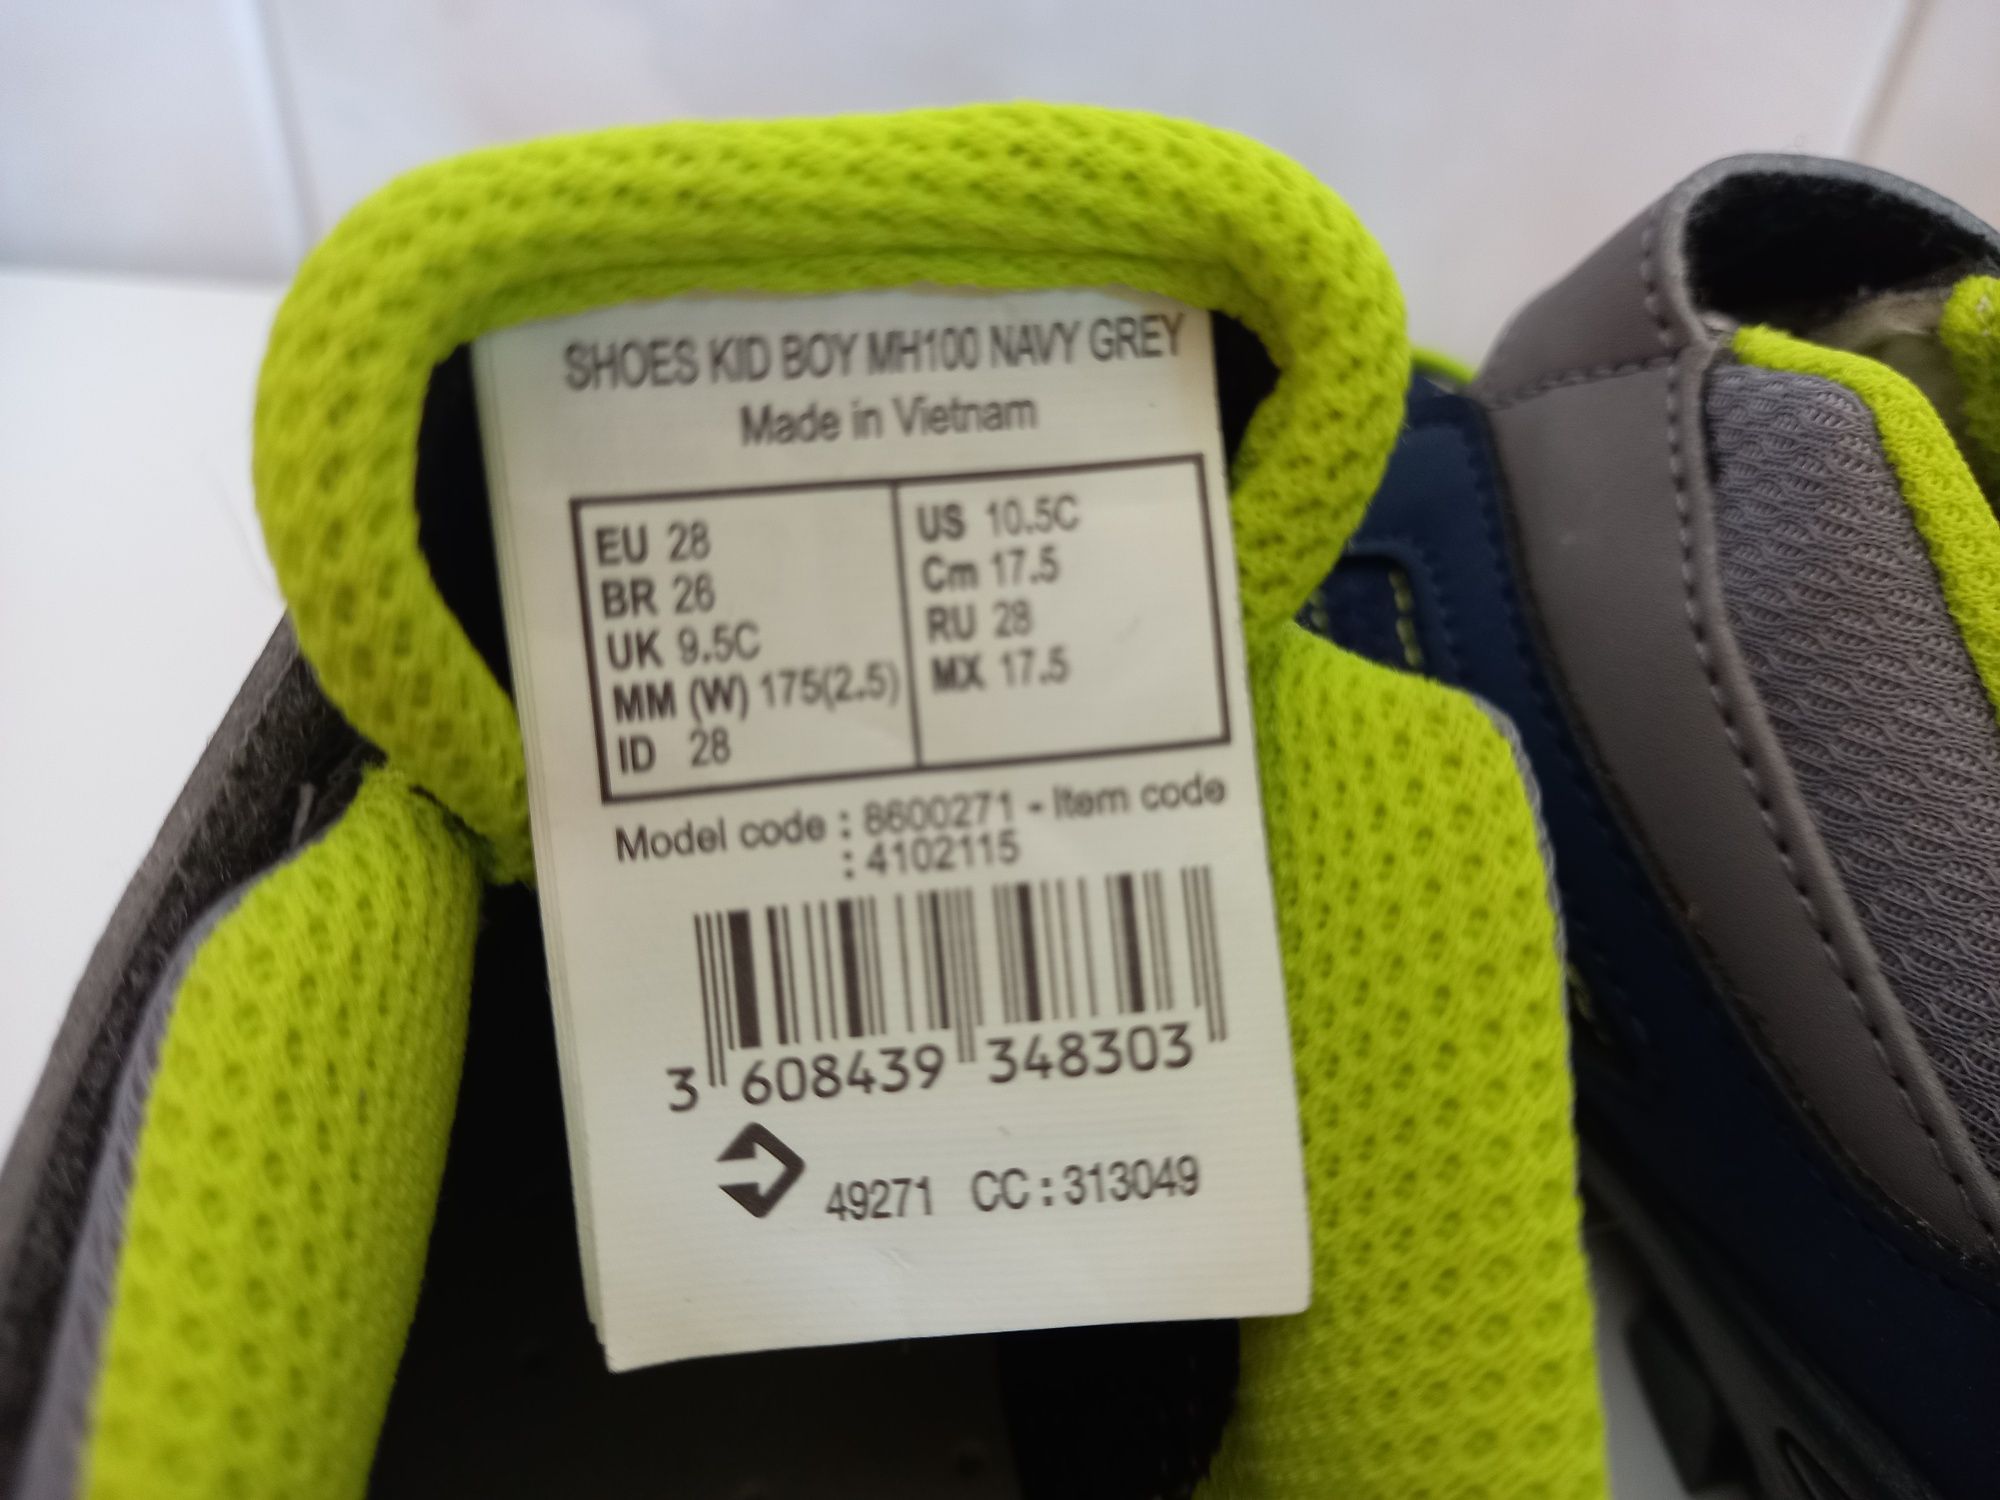 SHOES KID BOY MH100 NAVY GREY
Made in Vietnam
EU 28
BR 26
UK 9.5C
MM (W) 175(2.5)
ID 28
US 10.5C
Cm 17.5
RU 28
MX 17.5
Model code : 8600271 - Item code
: 4102115
3 608439 348303
49271 CC : 313049